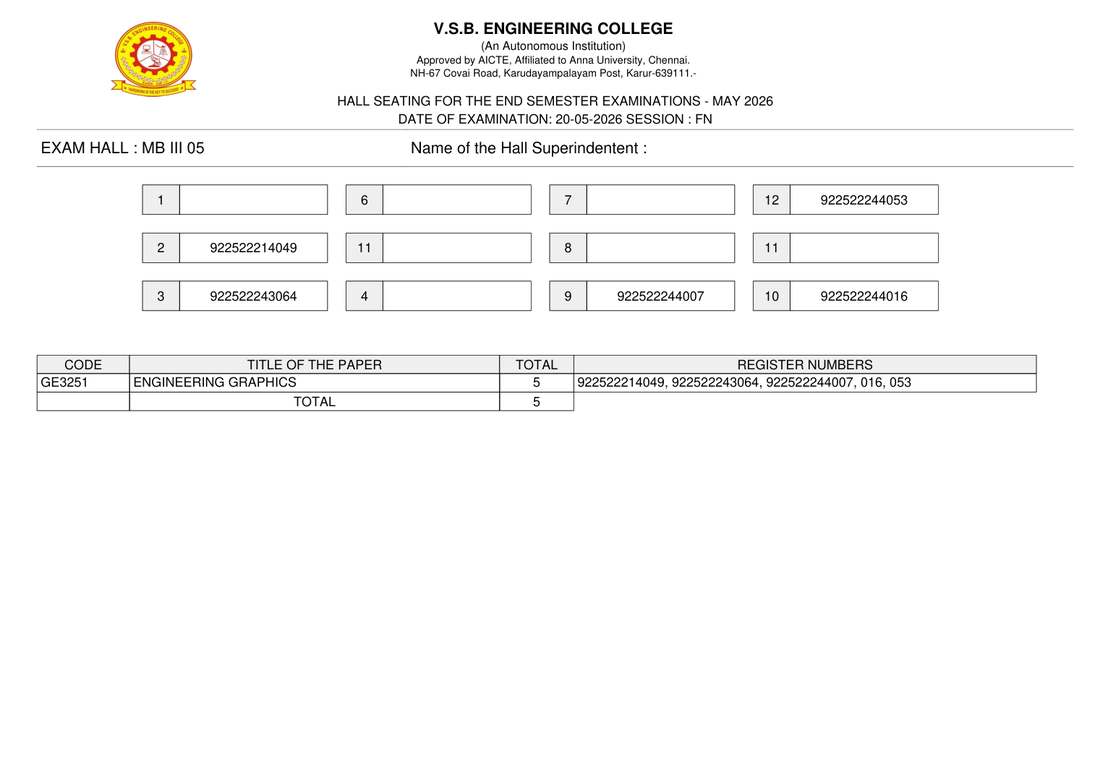 V.S.B. ENGINEERING COLLEGE
(An Autonomous Institution)
Approved by AICTE, Affiliated to Anna University, Chennai.
NH-67 Covai Road, Karudayampalayam Post, Karur-639111.-
HALL SEATING FOR THE END SEMESTER EXAMINATIONS - MAY 2026
DATE OF EXAMINATION: 20-05-2026 SESSION : FN
EXAM HALL : MB III 05 Name of the Hall Superindentent :
1 6 7 12 922522244053
2 922522214049 11 8 11
3 922522243064 4 9 922522244007 10 922522244016
CODE TITLE OF THE PAPER TOTAL REGISTER NUMBERS
GE3251 ENGINEERING GRAPHICS 5 922522214049, 922522243064, 922522244007, 016, 053
TOTAL 5